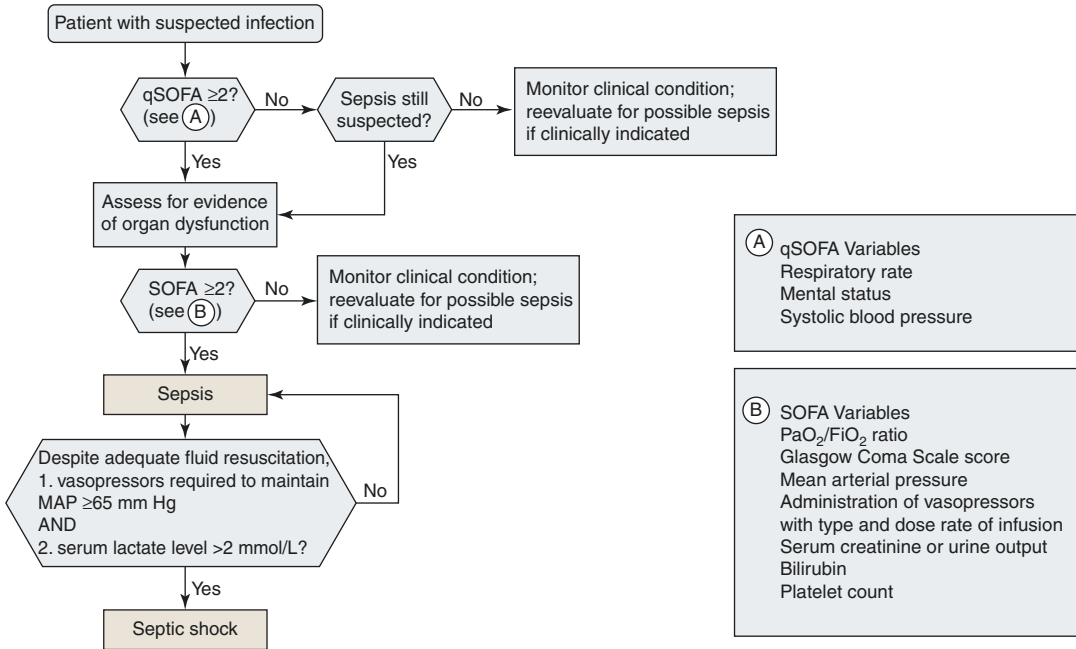 Patient with suspected infection
qSOFA ≥2?
(see A)
No
Sepsis still
suspected?
No
Monitor clinical condition;
reevaluate for possible sepsis
if clinically indicated
Yes
Yes
Assess for evidence
of organ dysfunction
SOFA ≥2?
(see B)
No
Monitor clinical condition;
reevaluate for possible sepsis
if clinically indicated
Yes
Sepsis
Despite adequate fluid resuscitation,
1. vasopressors required to maintain
MAP ≥65 mm Hg
AND
2. serum lactate level >2 mmol/L?
No
Yes
Septic shock
A qSOFA Variables
Respiratory rate
Mental status
Systolic blood pressure
B SOFA Variables
PaO₂/FiO₂ ratio
Glasgow Coma Scale score
Mean arterial pressure
Administration of vasopressors
with type and dose rate of infusion
Serum creatinine or urine output
Bilirubin
Platelet count